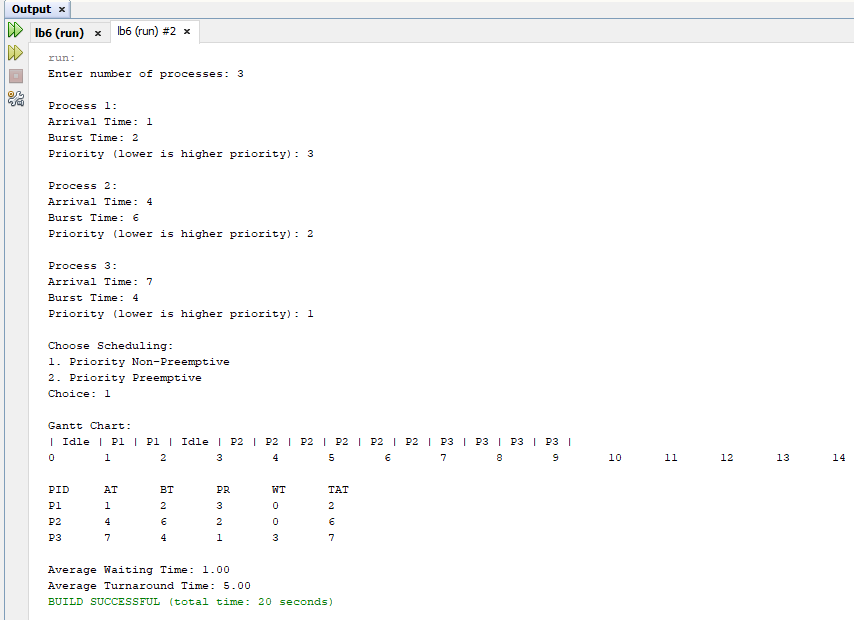 Output
lb6 (run) lb6 (run) #2
run:
Enter number of processes: 3
Process 1:
Arrival Time: 1
Burst Time: 2
Priority (lower is higher priority): 3
Process 2:
Arrival Time: 4
Burst Time: 6
Priority (lower is higher priority): 2
Process 3:
Arrival Time: 7
Burst Time: 4
Priority (lower is higher priority): 1
Choose Scheduling:
1. Priority Non-Preemptive
2. Priority Preemptive
Choice: 1
Gantt Chart:
| Idle | P1 | P1 | Idle | P2 | P2 | P2 | P2 | P2 | P2 | P3 | P3 | P3 | P3 |
0 1 2 3 4 5 6 7 8 9 10 11 12 13 14
PID AT BT PR WT TAT
P1 1 2 3 0 2
P2 4 6 2 0 6
P3 7 4 1 3 7
Average Waiting Time: 1.00
Average Turnaround Time: 5.00
BUILD SUCCESSFUL (total time: 20 seconds)